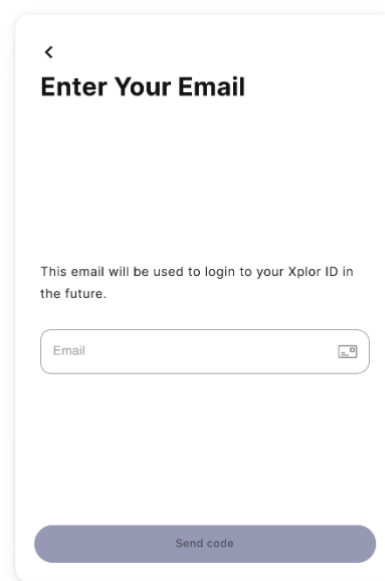 Enter Your Email
This email will be used to login to your Xplor ID in
the future.
Email
Send code